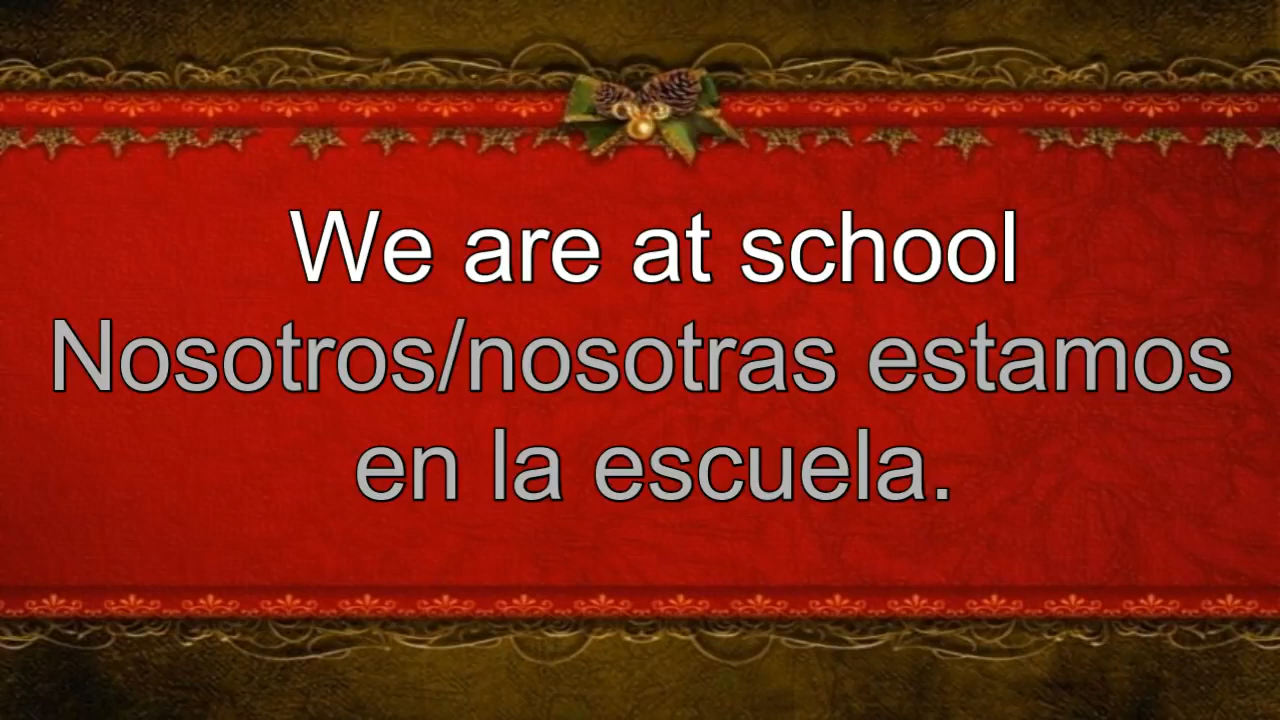 We are at school
Nosotros/nosotras estamos
en la escuela.